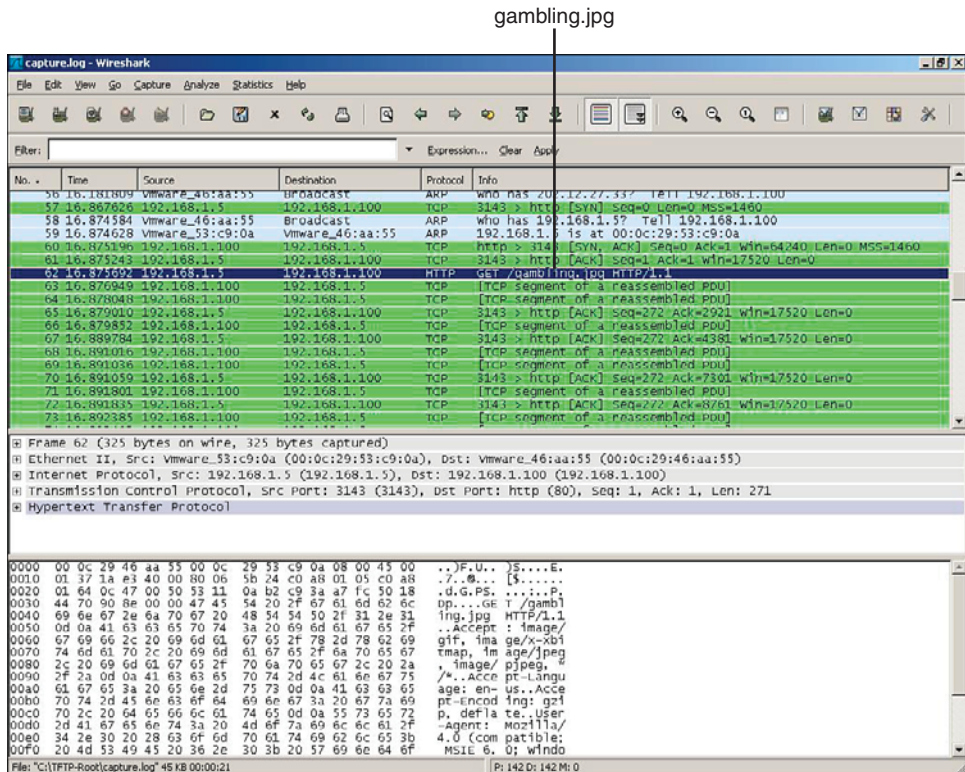 gambling.jpg
capture.log - Wireshark
File Edit View Go Capture Analyze Statistics Help
Filter: Expression... Clear Apply
No. . Time Source Destination Protocol Info
56 16.181809 Vmware_46:aa:55 Broadcast ARP who has 202.12.27.33? Tell 192.168.1.100
57 16.867626 192.168.1.5 192.168.1.100 TCP 3143 > http [SYN] Seq=0 Len=0 MSS=1460
58 16.874584 Vmware_46:aa:55 Broadcast ARP who has 192.168.1.5? Tell 192.168.1.100
59 16.874628 Vmware_53:c9:0a Vmware_46:aa:55 ARP 192.168.1.5 is at 00:0c:29:53:c9:0a
60 16.875196 192.168.1.100 192.168.1.5 TCP http > 3143 [SYN, ACK] Seq=0 Ack=1 Win=64240 Len=0 MSS=1460
61 16.875243 192.168.1.5 192.168.1.100 TCP 3143 > http [ACK] Seq=1 Ack=1 Win=17520 Len=0
62 16.875692 192.168.1.5 192.168.1.100 HTTP GET /gambling.jpg HTTP/1.1
63 16.876949 192.168.1.100 192.168.1.5 TCP [TCP segment of a reassembled PDU]
64 16.878048 192.168.1.100 192.168.1.5 TCP [TCP segment of a reassembled PDU]
65 16.879010 192.168.1.5 192.168.1.100 TCP 3143 > http [ACK] Seq=272 Ack=2921 Win=17520 Len=0
66 16.879852 192.168.1.100 192.168.1.5 TCP [TCP segment of a reassembled PDU]
67 16.889784 192.168.1.5 192.168.1.100 TCP 3143 > http [ACK] Seq=272 Ack=4381 Win=17520 Len=0
68 16.891016 192.168.1.100 192.168.1.5 TCP [TCP segment of a reassembled PDU]
69 16.891036 192.168.1.100 192.168.1.5 TCP [TCP segment of a reassembled PDU]
70 16.891059 192.168.1.5 192.168.1.100 TCP 3143 > http [ACK] Seq=272 Ack=7301 Win=17520 Len=0
71 16.891801 192.168.1.100 192.168.1.5 TCP [TCP segment of a reassembled PDU]
72 16.891835 192.168.1.5 192.168.1.100 TCP 3143 > http [ACK] Seq=272 Ack=8761 Win=17520 Len=0
73 16.892385 192.168.1.100 192.168.1.5 TCP [TCP segment of a reassembled PDU]
Frame 62 (325 bytes on wire, 325 bytes captured)
Ethernet II, Src: Vmware_53:c9:0a (00:0c:29:53:c9:0a), Dst: Vmware_46:aa:55 (00:0c:29:46:aa:55)
Internet Protocol, Src: 192.168.1.5 (192.168.1.5), Dst: 192.168.1.100 (192.168.1.100)
Transmission Control Protocol, Src Port: 3143 (3143), Dst Port: http (80), Seq: 1, Ack: 1, Len: 271
Hypertext Transfer Protocol
0000 00 0c 29 46 aa 55 00 0c 29 53 c9 0a 08 00 45 00 ..)F.U.. )S....E.
0010 01 37 1a e3 40 00 80 06 5b 24 c0 a8 01 05 c0 a8 .7..@... [$......
0020 01 64 0c 47 00 50 53 11 0a b2 c9 3a a7 fc 50 18 .d.G.PS. ...:..P.
0030 44 70 90 8e 00 00 47 45 54 20 2f 67 61 6d 62 6c Dp....GE T /gambl
0040 69 6e 67 2e 6a 70 67 20 48 54 54 50 2f 31 2e 31 ing.jpg HTTP/1.1
0050 0d 0a 41 63 63 65 70 74 3a 20 69 6d 61 67 65 2f ..Accept : image/
0060 67 69 66 2c 20 69 6d 61 67 65 2f 78 2d 78 62 69 gif, ima ge/x-xbi
0070 74 6d 61 70 2c 20 69 6d 61 67 65 2f 6a 70 65 67 tmap, im age/jpeg
0080 2c 20 69 6d 61 67 65 2f 70 6a 70 65 67 2c 20 2a , image/ pjpeg, *
0090 2f 2a 0d 0a 41 63 63 65 70 74 2d 4c 61 6e 67 75 /*..Acce pt-Langu
00a0 61 67 65 3a 20 65 6e 2d 75 73 0d 0a 41 63 63 65 age: en- us..Acce
00b0 70 74 2d 45 6e 63 6f 64 69 6e 67 3a 20 67 7a 69 pt-Encod ing: gzi
00c0 70 2c 20 64 65 66 6c 61 74 65 0d 0a 55 73 65 72 p, defla te..User
00d0 2d 41 67 65 6e 74 3a 20 4d 6f 7a 69 6c 6c 61 2f -Agent: Mozilla/
00e0 34 2e 30 20 28 63 6f 6d 70 61 74 69 62 6c 65 3b 4.0 (com patible;
00f0 20 4d 53 49 45 20 36 2e 30 3b 20 57 69 6e 64 6f MSIE 6. 0; Windo
File: "C:\TFTP-Root\capture.log" 45 KB 00:00:21 P: 142 D: 142 M: 0